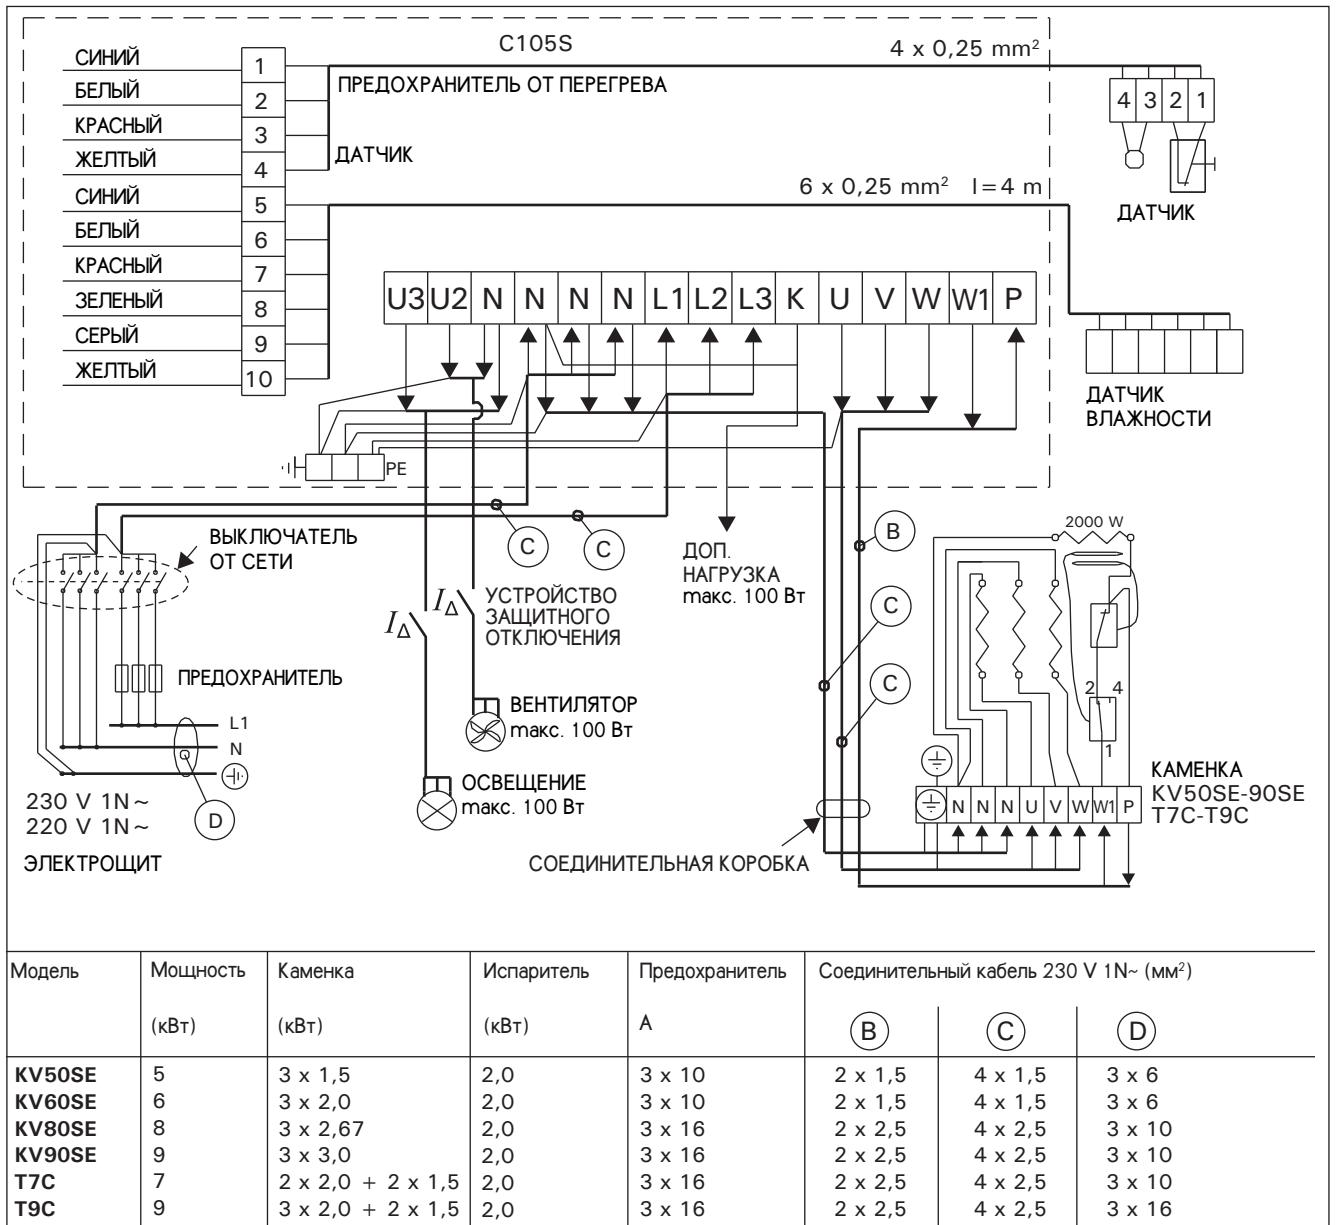 C105S
4 x 0,25 mm²
СИНИЙ 1
БЕЛЫЙ 2
КРАСНЫЙ 3
ЖЕЛТЫЙ 4
СИНИЙ 5
БЕЛЫЙ 6
КРАСНЫЙ 7
ЗЕЛЕНЫЙ 8
СЕРЫЙ 9
ЖЕЛТЫЙ 10
ПРЕДОХРАНИТЕЛЬ ОТ ПЕРЕГРЕВА
ДАТЧИК
4 3 2 1
ДАТЧИК
6 x 0,25 mm² l=4 m
U3 U2 N N N N L1 L2 L3 K U V W W1 P
ДАТЧИК
ВЛАЖНОСТИ
PE
ВЫКЛЮЧАТЕЛЬ
ОТ СЕТИ
C
C
B
ДОП.
НАГРУЗКА
макс. 100 Вт
2000 W
I∆
I∆
УСТРОЙСТВО
ЗАЩИТНОГО
ОТКЛЮЧЕНИЯ
C
C
ПРЕДОХРАНИТЕЛЬ
2 4
1
ВЕНТИЛЯТОР
макс. 100 Вт
L1
N
D
ОСВЕЩЕНИЕ
макс. 100 Вт
230 V 1N~
220 V 1N~
ЭЛЕКТРОЩИТ
N N N U V W W1 P
КАМЕНКА
KV50SE-90SE
T7C-T9C
СОЕДИНИТЕЛЬНАЯ КОРОБКА
Модель Мощность Каменка Испаритель Предохранитель Соединительный кабель 230 V 1N~ (мм²)
(кВт) (кВт) (кВт) А B C D
KV50SE 5 3 x 1,5 2,0 3 x 10 2 x 1,5 4 x 1,5 3 x 6
KV60SE 6 3 x 2,0 2,0 3 x 10 2 x 1,5 4 x 1,5 3 x 6
KV80SE 8 3 x 2,67 2,0 3 x 16 2 x 2,5 4 x 2,5 3 x 10
KV90SE 9 3 x 3,0 2,0 3 x 16 2 x 2,5 4 x 2,5 3 x 10
T7C 7 2 x 2,0 + 2 x 1,5 2,0 3 x 16 2 x 2,5 4 x 2,5 3 x 10
T9C 9 3 x 2,0 + 2 x 1,5 2,0 3 x 16 2 x 2,5 4 x 2,5 3 x 16